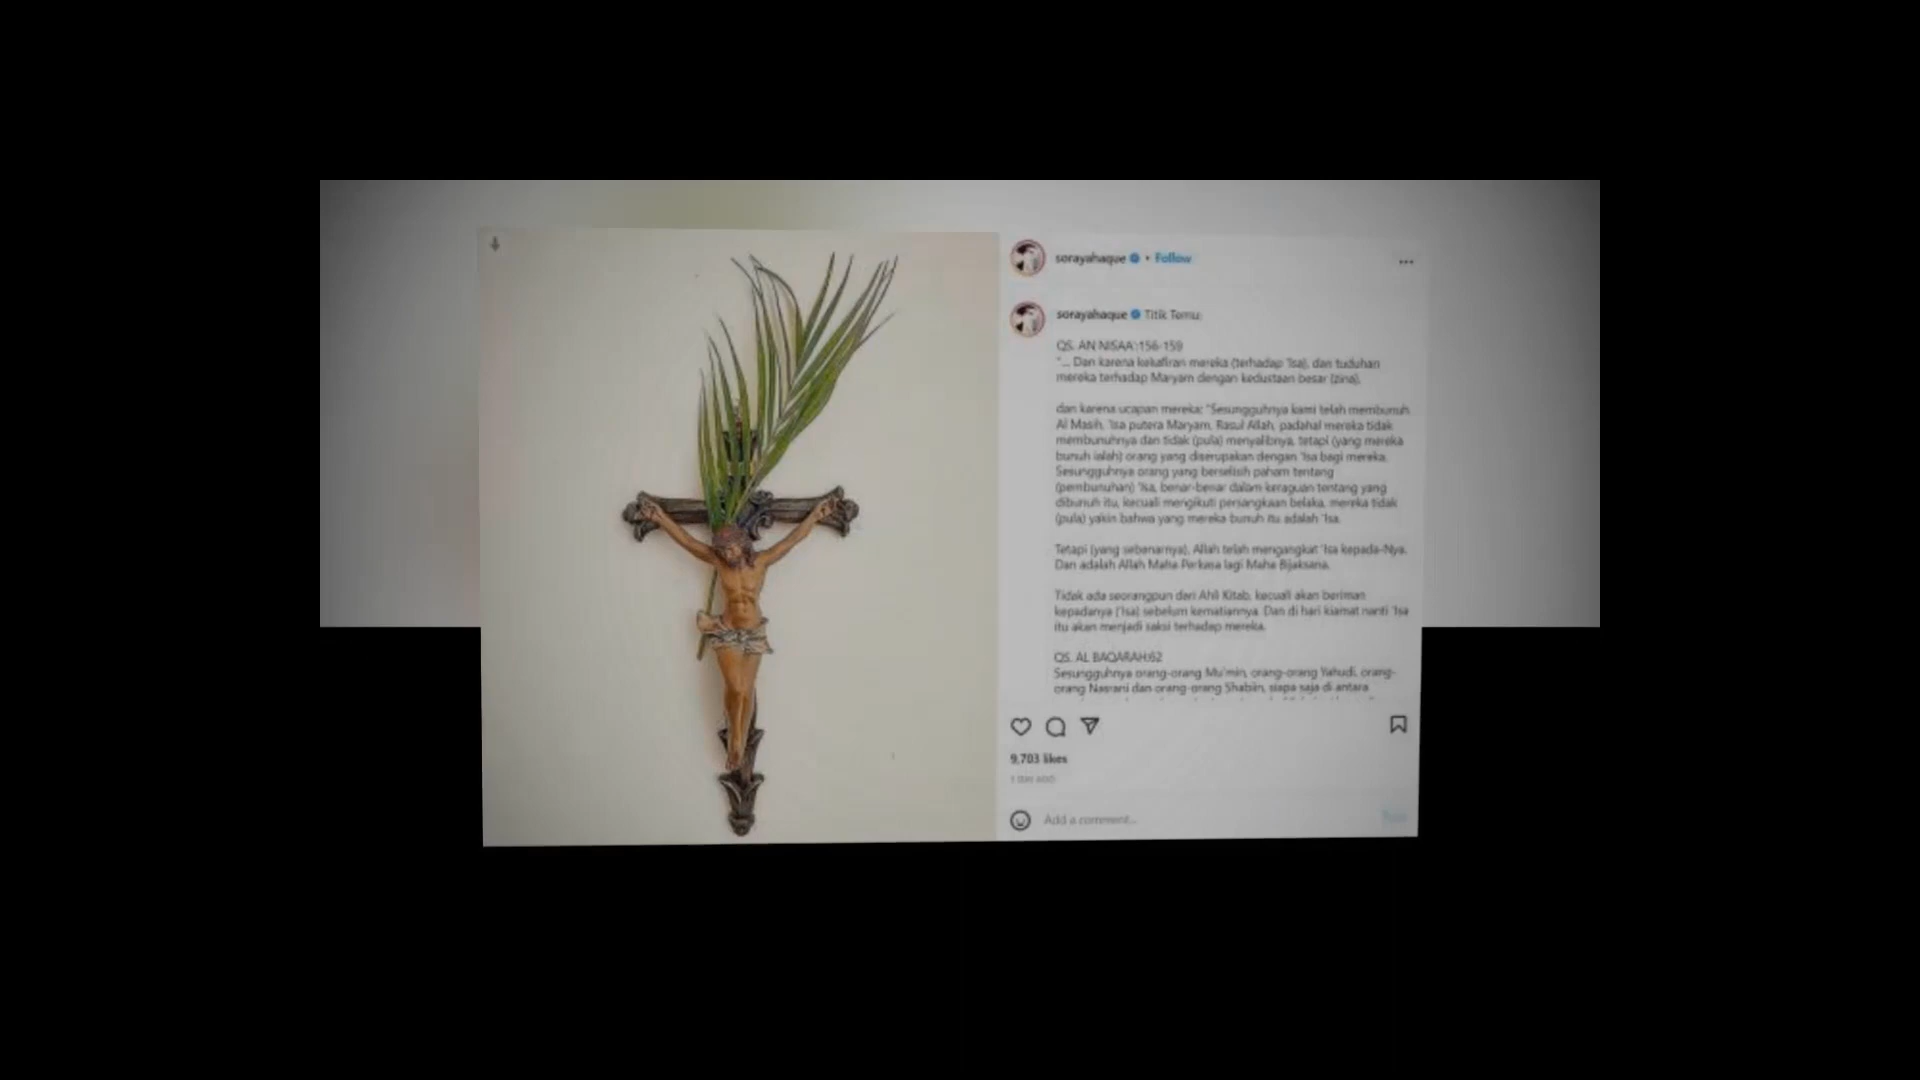 sorayahaque • Follow
sorayahaque Titik Temu:
QS. AN NISAA':156-159
"... Dan karena kekafiran mereka (terhadap 'Isa), dan tuduhan
mereka terhadap Maryam dengan kedustaan besar (zina),
dan karena ucapan mereka: "Sesungguhnya kami telah membunuh
Al Masih, 'Isa putera Maryam, Rasul Allah, padahal mereka tidak
membunuhnya dan tidak (pula) menyalibnya, tetapi (yang mereka
bunuh ialah) orang yang diserupakan dengan 'Isa bagi mereka.
Sesungguhnya orang yang berselisih paham tentang
(pembunuhan) 'Isa, benar-benar dalam keraguan tentang yang
dibunuh itu, kecuali mengikuti persangkaan belaka, mereka tidak
(pula) yakin bahwa yang mereka bunuh itu adalah 'Isa.
Tetapi (yang sebenarnya), Allah telah mengangkat 'Isa kepada-Nya.
Dan adalah Allah Maha Perkasa lagi Maha Bijaksana.
Tidak ada seorangpun dari Ahli Kitab, kecuali akan beriman
kepadanya ('Isa) sebelum kematiannya. Dan di hari kiamat nanti 'Isa
itu akan menjadi saksi terhadap mereka.
QS. AL BAQARAH:62
Sesungguhnya orang-orang Mu'min, orang-orang Yahudi, orang-
orang Nasrani dan orang-orang Shabiin, siapa saja di antara
9,703 likes
Add a comment...